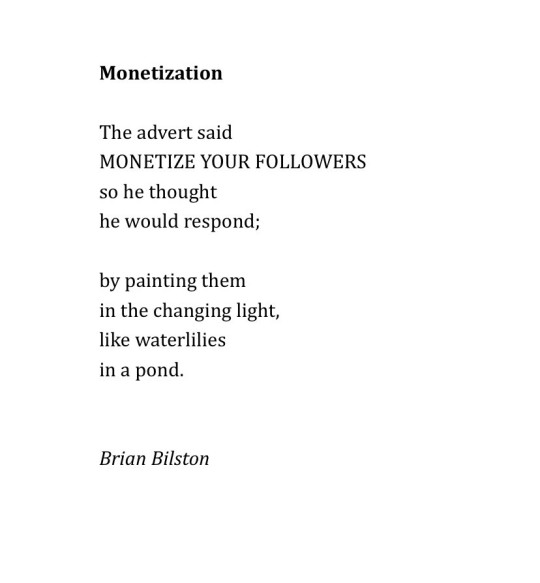 Monetization
The advert said
MONETIZE YOUR FOLLOWERS
so he thought
he would respond;
by painting them
in the changing light,
like waterlilies
in a pond.
Brian Bilston